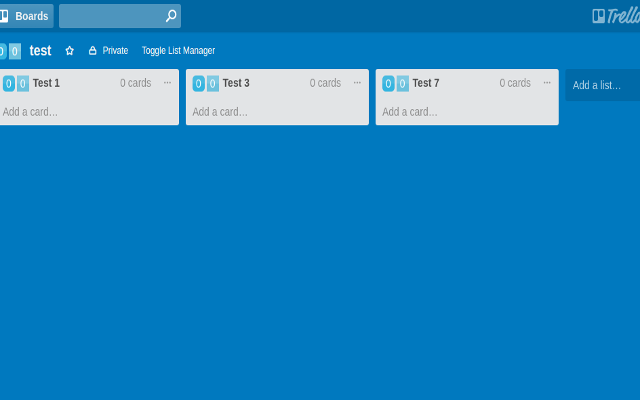 Boards Trello
0 0 test Private Toggle List Manager
0 0 Test 1 0 cards ... 0 0 Test 3 0 cards ... 0 0 Test 7 0 cards ... Add a list…
Add a card… Add a card… Add a card…